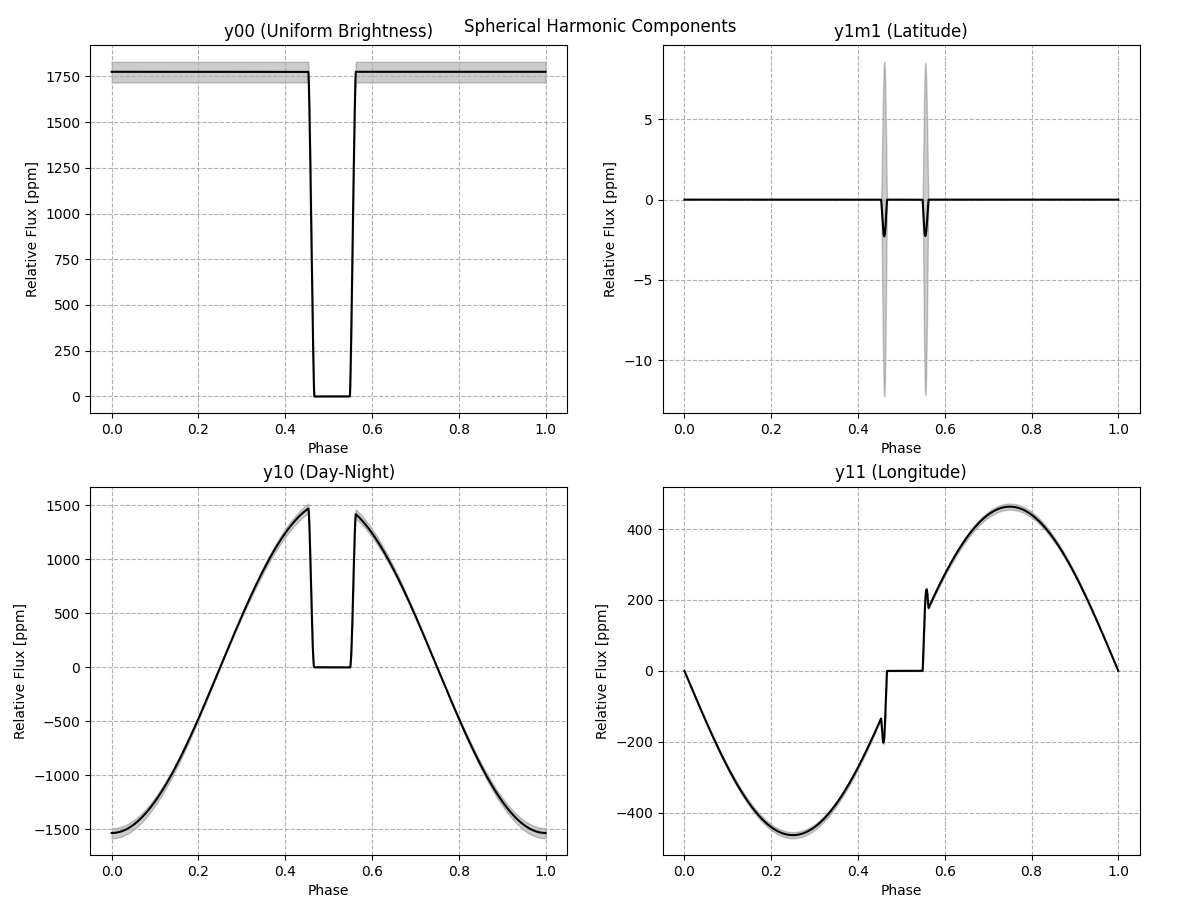 Spherical Harmonic Components
y00 (Uniform Brightness)
1750
1500
1250
1000
750
500
250
0
Relative Flux [ppm]
0.0 0.2 0.4 0.6 0.8 1.0
Phase
y1m1 (Latitude)
5
0
−5
−10
Relative Flux [ppm]
0.0 0.2 0.4 0.6 0.8 1.0
Phase
y10 (Day-Night)
1500
1000
500
0
−500
−1000
−1500
Relative Flux [ppm]
0.0 0.2 0.4 0.6 0.8 1.0
Phase
y11 (Longitude)
400
200
0
−200
−400
Relative Flux [ppm]
0.0 0.2 0.4 0.6 0.8 1.0
Phase